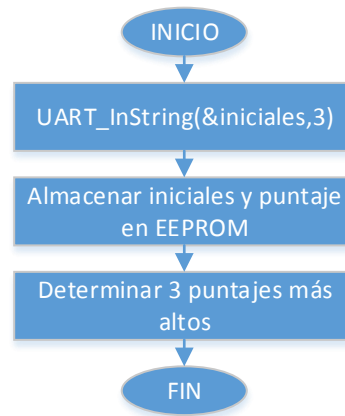 INICIO
UART_InString(&iniciales,3)
Almacenar iniciales y puntaje
en EEPROM
Determinar 3 puntajes más
altos
FIN